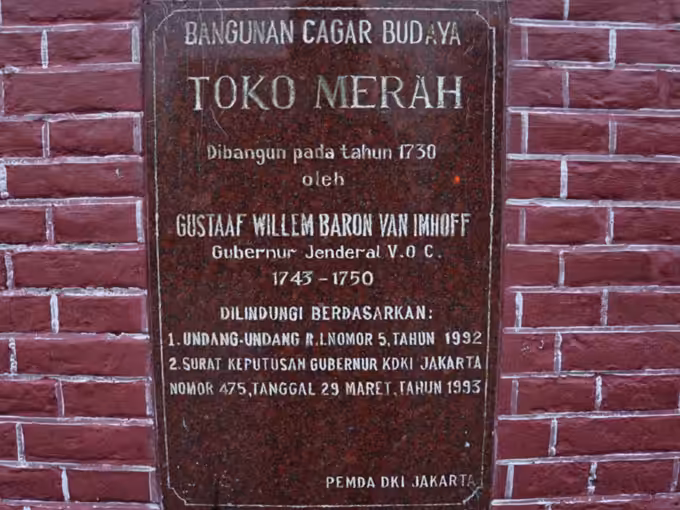 BANGUNAN CAGAR BUDAYA
TOKO MERAH
Dibangun pada tahun 1730
oleh
GUSTAAF WILLEM BARON VAN IMHOFF
Gubernur Jenderal V.O C.
1743 - 1750
DILINDUNGI BERDASARKAN:
1. UNDANG-UNDANG R.I.NOMOR 5, TAHUN 1992
2. SURAT KEPUTUSAN GUBERNUR KDKI JAKARTA
NOMOR 475, TANGGAL 29 MARET, TAHUN 1993
PEMDA DKI JAKARTA